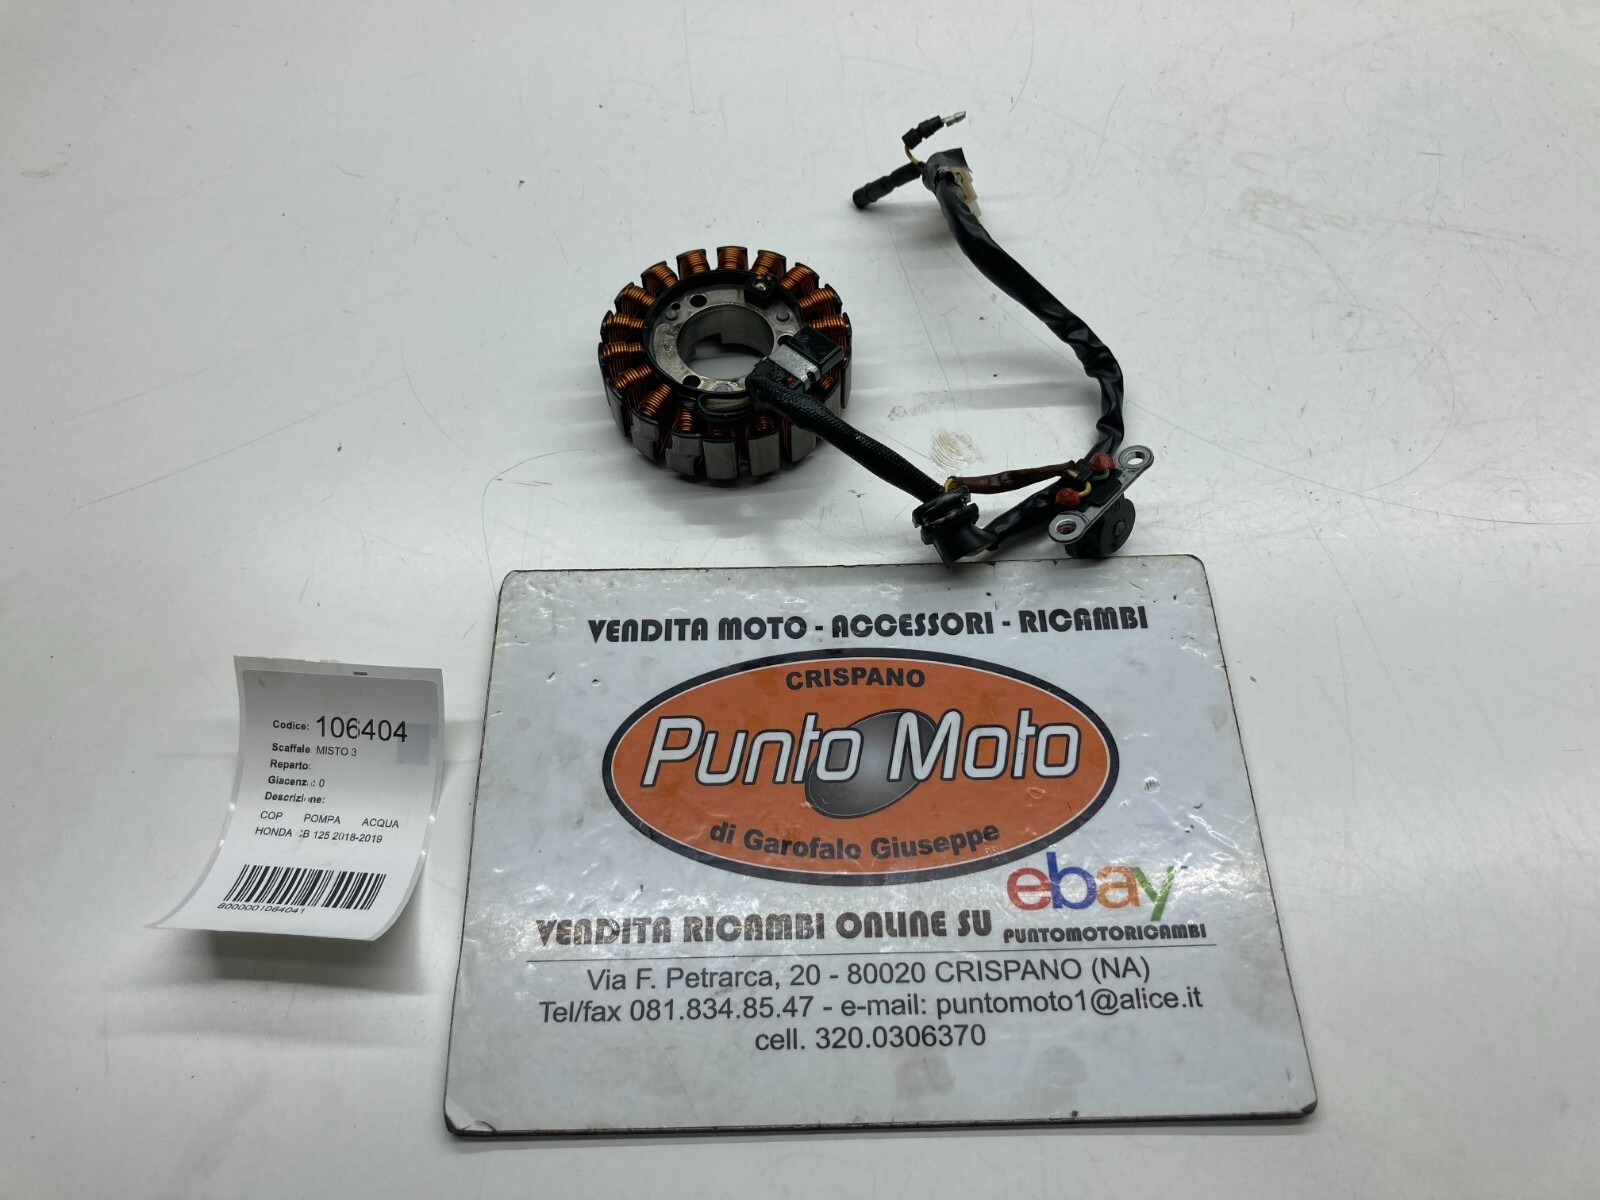 VENDITA MOTO - ACCESSORI - RICAMBI
CRISPANO
Punto Moto
di Garofalo Giuseppe
ebay
VENDITA RICAMBI ONLINE SU PUNTOMOTORICAMBI
Via F. Petrarca, 20 - 80020 CRISPANO (NA)
Tel/fax 081.834.85.47 - e-mail: puntomoto1@alice.it
cell. 320.0306370
Codice: 106404
Scaffale: MISTO 3
Reparto:
Giacenza: 0
Descrizione:
COP POMPA ACQUA
HONDA CB 125 2018-2019
8000001064041